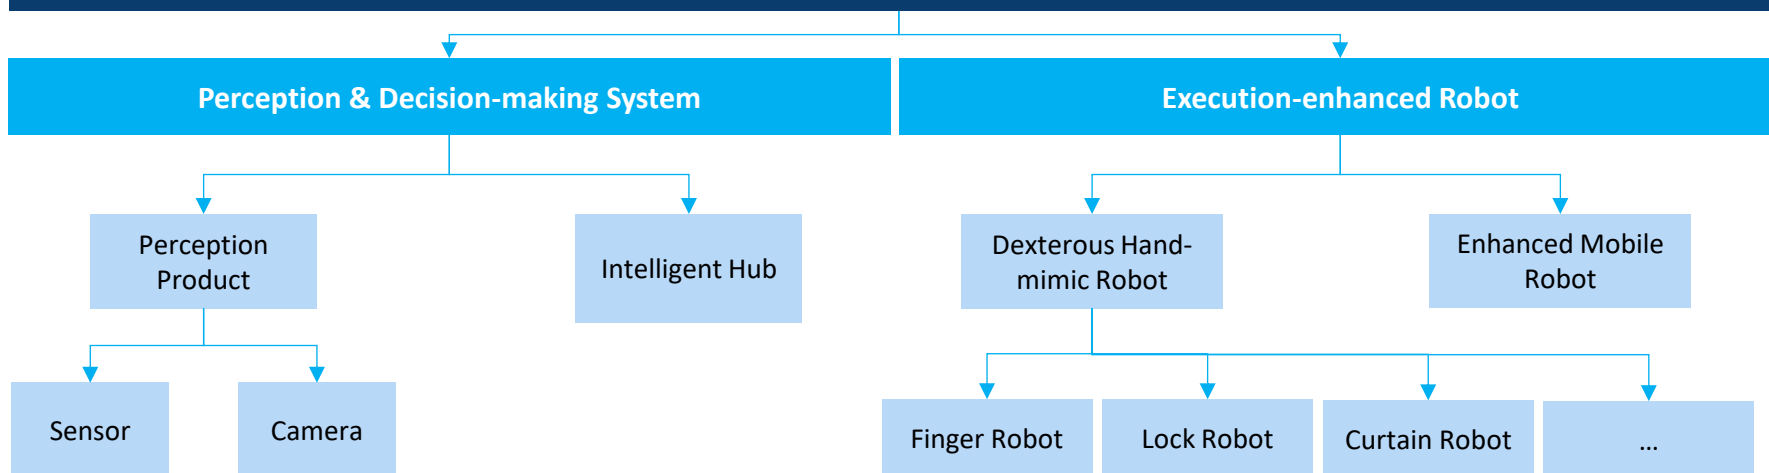 Perception & Decision-making System
Execution-enhanced Robot
Perception
Product
Intelligent Hub
Dexterous Hand-
mimic Robot
Enhanced Mobile
Robot
Sensor
Camera
Finger Robot
Lock Robot
Curtain Robot
...